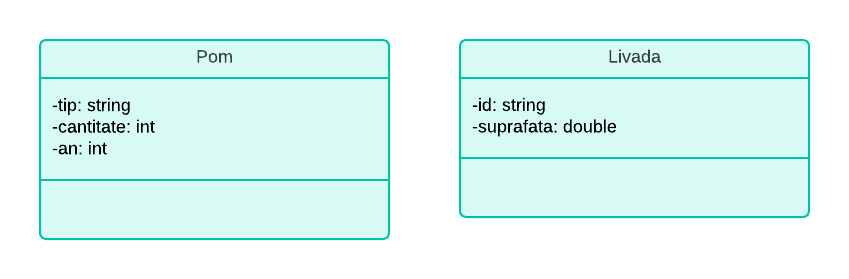 Pom
-tip: string
-cantitate: int
-an: int
Livada
-id: string
-suprafata: double